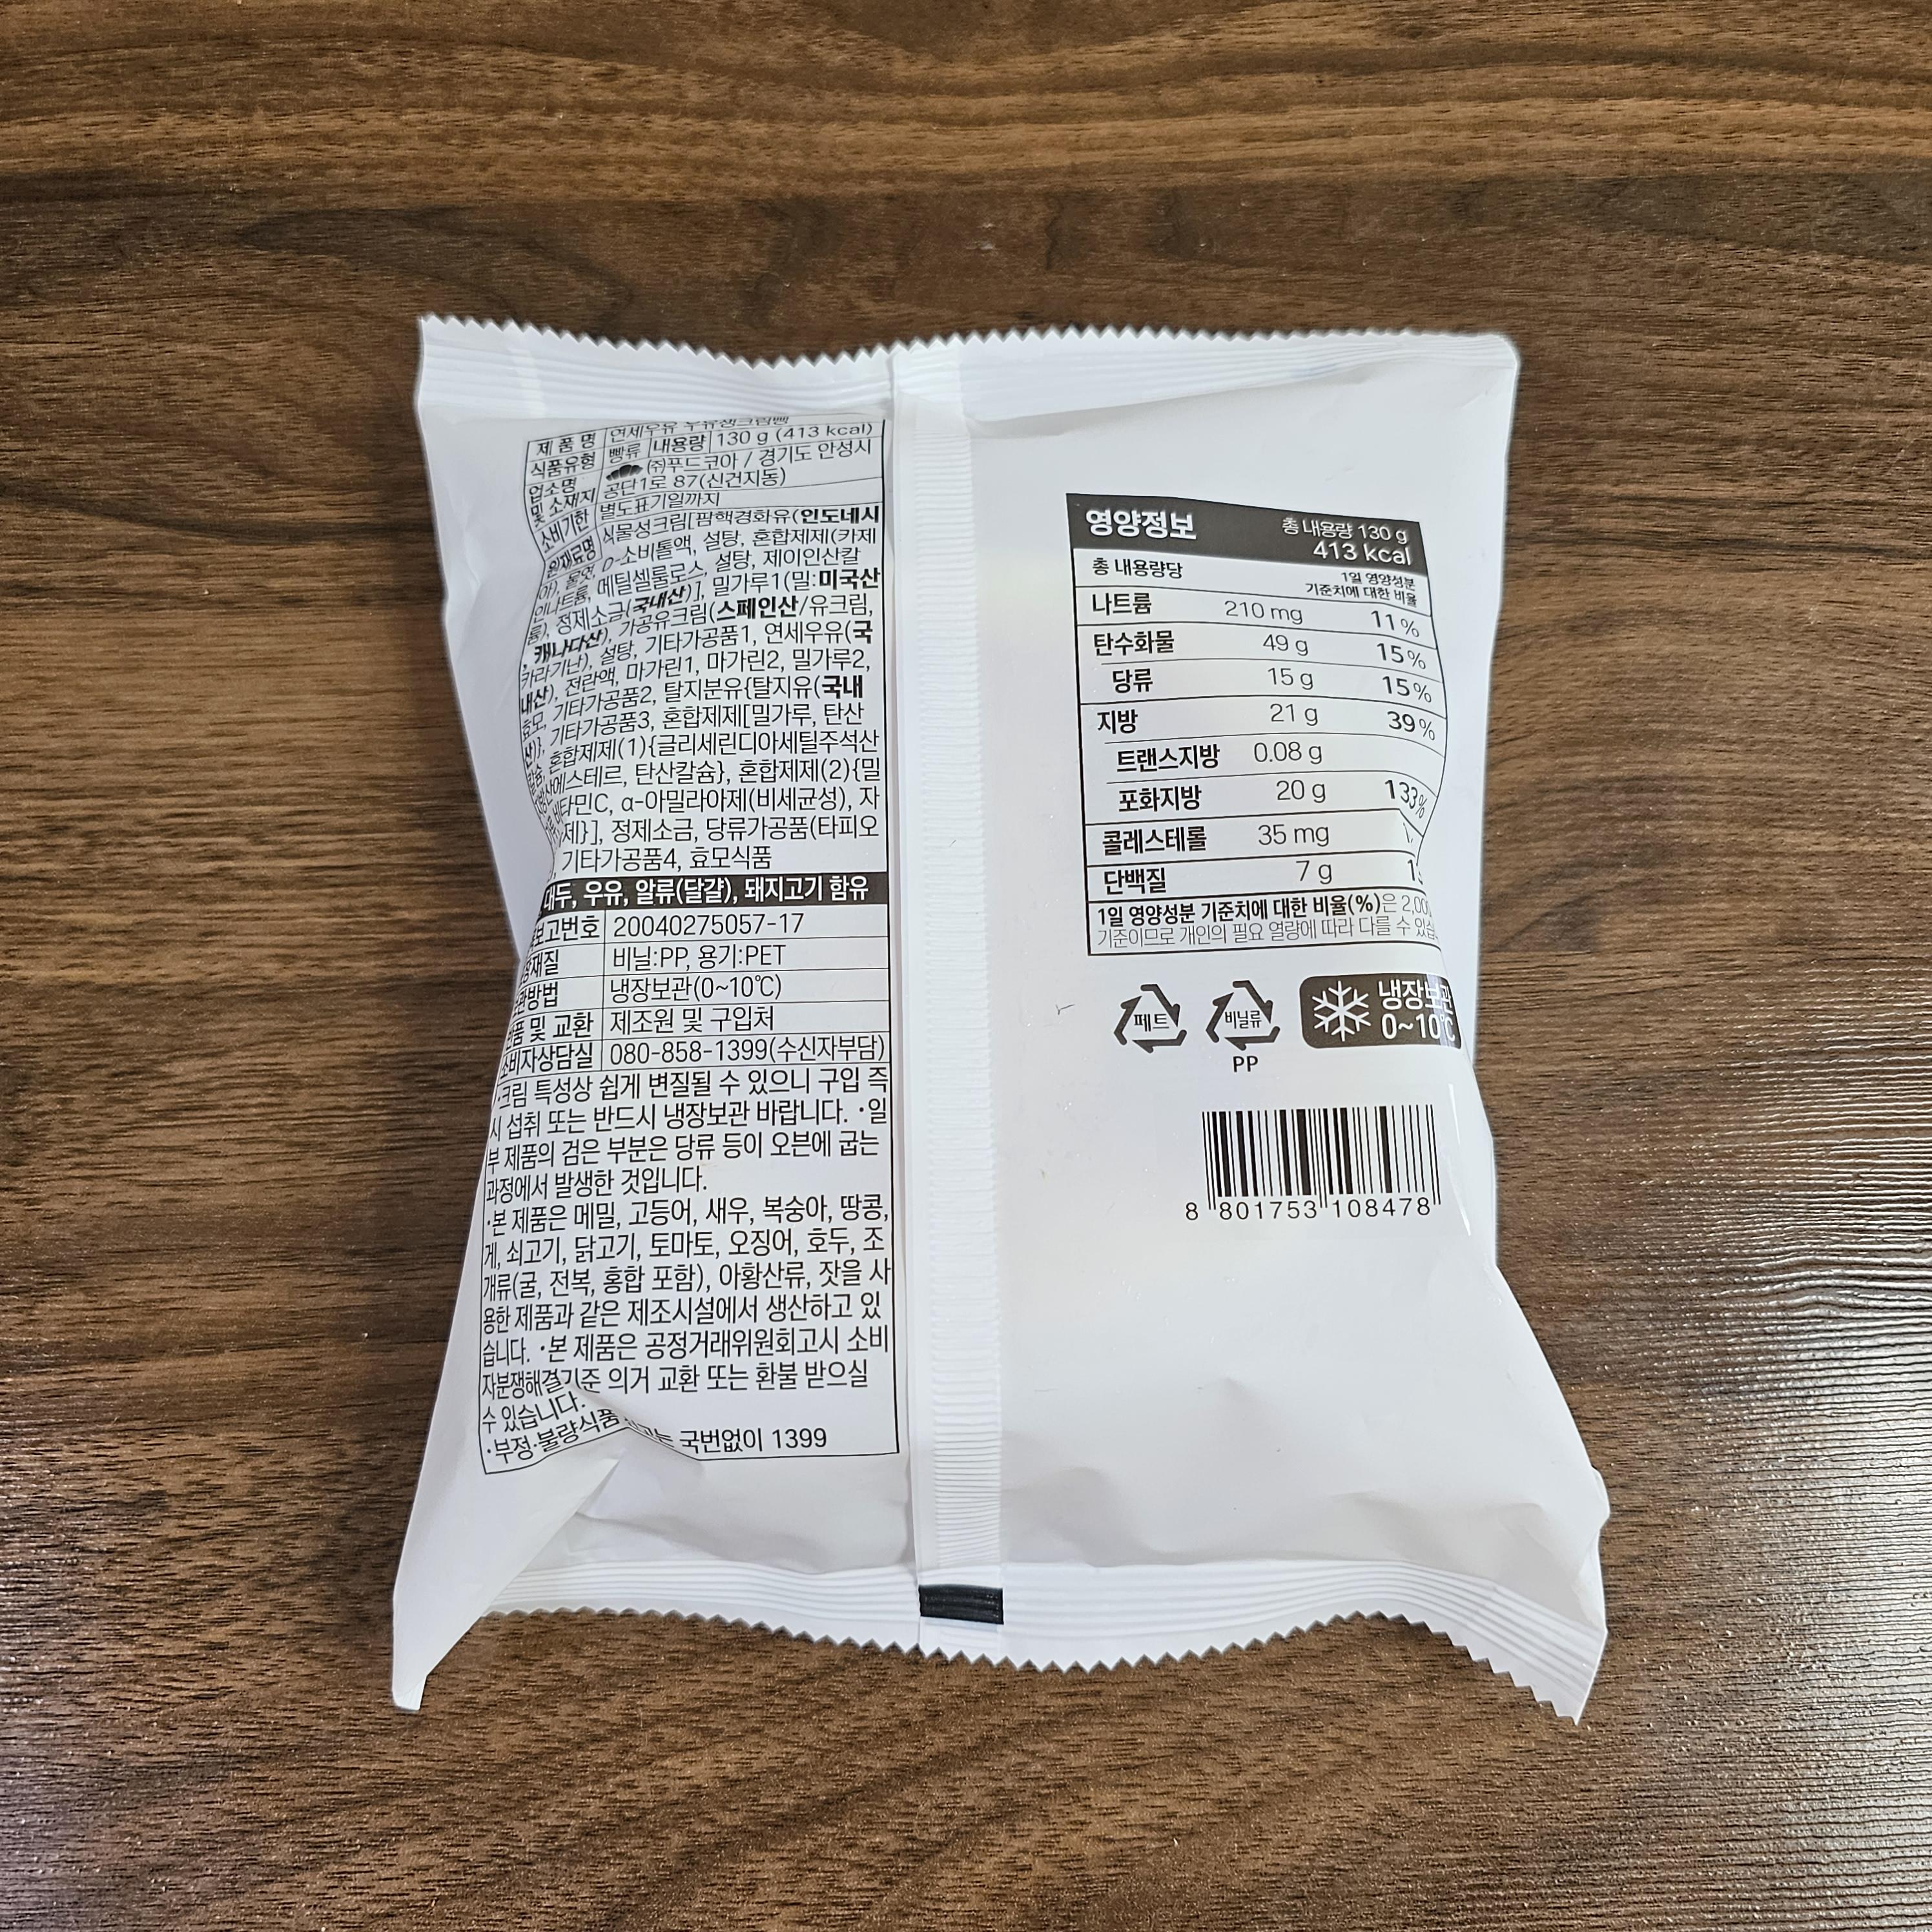 제 품 명 연세우유 우유생크림빵
식품유형 빵류 내용량 130 g (413 kcal)
업소명 및 소재지 (주)푸드코아 / 경기도 안성시
공단1로 87(신건지동)
소비기한 별도표기일까지
원재료명 식물성크림[팜핵경화유(인도네시
아), 물엿, D-소비톨액, 설탕, 혼합제제(카제
인나트륨, 메틸셀룰로스, 설탕, 제이인산칼
륨), 정제소금(국내산)], 밀가루1(밀:미국산
, 캐나다산), 가공유크림(스페인산/유크림,
카라기난), 설탕, 기타가공품1, 연세우유(국
내산), 전란액, 마가린1, 마가린2, 밀가루2,
효모, 기타가공품2, 탈지분유{탈지유(국내
산)}, 기타가공품3, 혼합제제[밀가루, 탄산
칼슘, 혼합제제(1){글리세린디아세틸주석산
지방산에스테르, 탄산칼슘}, 혼합제제(2){밀
비타민C, α-아밀라아제(비세균성), 자
제}], 정제소금, 당류가공품(타피오
, 기타가공품4, 효모식품
대두, 우유, 알류(달걀), 돼지고기 함유
보고번호 20040275057-17
재질 비닐:PP, 용기:PET
방법 냉장보관(0~10℃)
품 및 교환 제조원 및 구입처
소비자상담실 080-858-1399(수신자부담)
크림 특성상 쉽게 변질될 수 있으니 구입 즉
시 섭취 또는 반드시 냉장보관 바랍니다. ·일
부 제품의 검은 부분은 당류 등이 오븐에 굽는
과정에서 발생한 것입니다.
·본 제품은 메밀, 고등어, 새우, 복숭아, 땅콩,
게, 쇠고기, 닭고기, 토마토, 오징어, 호두, 조
개류(굴, 전복, 홍합 포함), 아황산류, 잣을 사
용한 제품과 같은 제조시설에서 생산하고 있
습니다. ·본 제품은 공정거래위원회고시 소비
자분쟁해결기준 의거 교환 또는 환불 받으실
수 있습니다.
·부정·불량식품 국번없이 1399
영양정보 총 내용량 130 g
413 kcal
총 내용량당 1일 영양성분
기준치에 대한 비율
나트륨 210 mg 11%
탄수화물 49 g 15%
당류 15 g 15%
지방 21 g 39%
트랜스지방 0.08 g
포화지방 20 g 133%
콜레스테롤 35 mg
단백질 7 g
1일 영양성분 기준치에 대한 비율(%)은
기준이므로 개인의 필요 열량에 따라 다를 수
페트 비닐류 냉장보관
0~10℃
PP
8 801753 108478